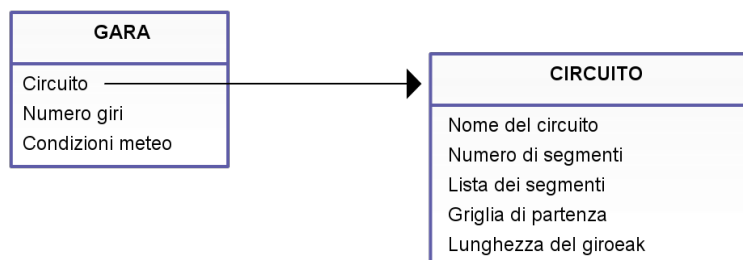 GARA
Circuito
Numero giri
Condizioni meteo
CIRCUITO
Nome del circuito
Numero di segmenti
Lista dei segmenti
Griglia di partenza
Lunghezza del giroeak